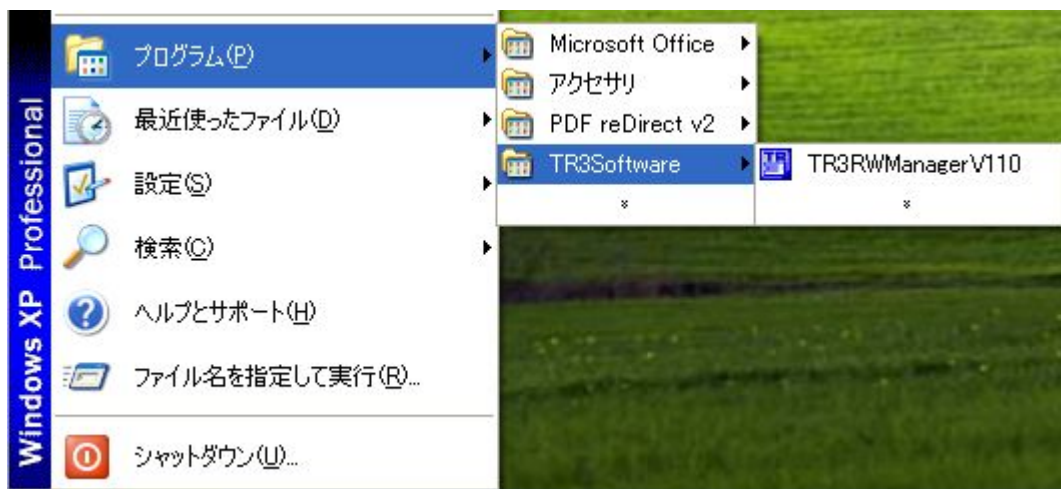 Windows XP Professional
プログラム(P)
最近使ったファイル(D)
設定(S)
検索(C)
ヘルプとサポート(H)
ファイル名を指定して実行(R)...
シャットダウン(U)...
Microsoft Office
アクセサリ
PDF reDirect v2
TR3Software
TR3RWManagerV110